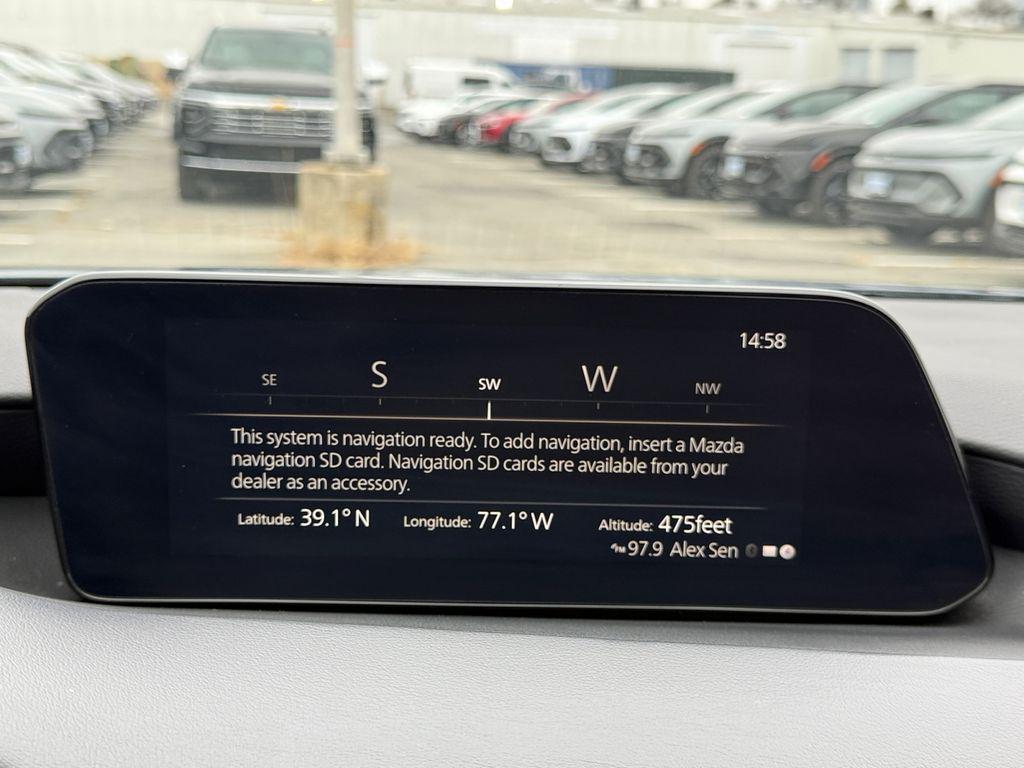 14:58
SE S SW W NW
This system is navigation ready. To add navigation, insert a Mazda
navigation SD card. Navigation SD cards are available from your
dealer as an accessory.
Latitude: 39.1° N Longitude: 77.1° W Altitude: 475feet
FM 97.9 Alex Sen